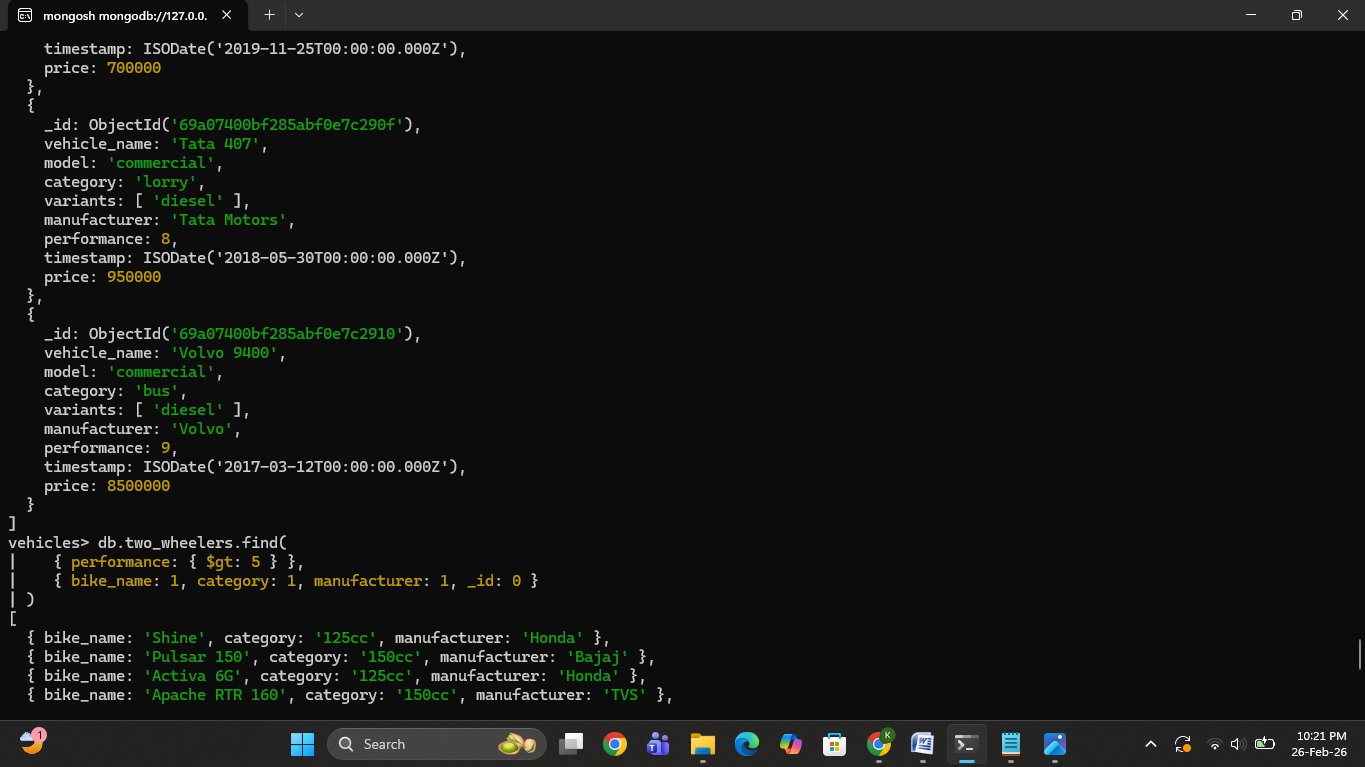 mongosh mongodb://127.0.0.
    timestamp: ISODate('2019-11-25T00:00:00.000Z'),
    price: 700000
  },
  {
    _id: ObjectId('69a07400bf285abf0e7c290f'),
    vehicle_name: 'Tata 407',
    model: 'commercial',
    category: 'lorry',
    variants: [ 'diesel' ],
    manufacturer: 'Tata Motors',
    performance: 8,
    timestamp: ISODate('2018-05-30T00:00:00.000Z'),
    price: 950000
  },
  {
    _id: ObjectId('69a07400bf285abf0e7c2910'),
    vehicle_name: 'Volvo 9400',
    model: 'commercial',
    category: 'bus',
    variants: [ 'diesel' ],
    manufacturer: 'Volvo',
    performance: 9,
    timestamp: ISODate('2017-03-12T00:00:00.000Z'),
    price: 8500000
  }
]
vehicles> db.two_wheelers.find(
|    { performance: { $gt: 5 } },
|    { bike_name: 1, category: 1, manufacturer: 1, _id: 0 }
| )
[
  { bike_name: 'Shine', category: '125cc', manufacturer: 'Honda' },
  { bike_name: 'Pulsar 150', category: '150cc', manufacturer: 'Bajaj' },
  { bike_name: 'Activa 6G', category: '125cc', manufacturer: 'Honda' },
  { bike_name: 'Apache RTR 160', category: '150cc', manufacturer: 'TVS' },
1
Search
K
10:21 PM
26-Feb-26